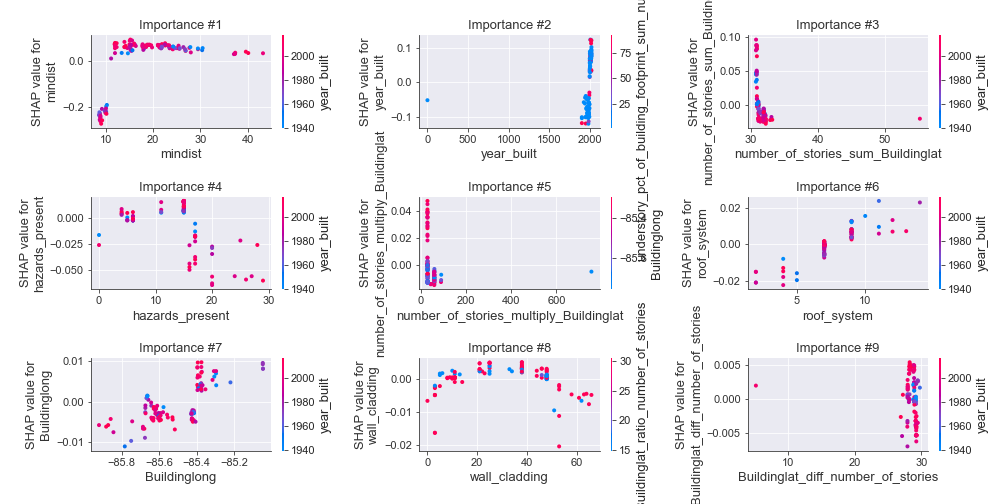 Importance #1
SHAP value for
mindist
0.0
−0.2
10
20
30
40
mindist
2000
1980
1960
1940
year_built
Importance #2
SHAP value for
year_built
0.1
0.0
−0.1
0
500
1000
1500
2000
year_built
75
50
25
Importance #3
SHAP value for
number_of_stories_sum_Buildinglat
0.10
0.05
0.00
30
40
50
number_of_stories_sum_Buildinglat
2000
1980
1960
1940
year_built
Importance #4
SHAP value for
hazards_present
0.000
−0.025
−0.050
0
10
20
30
hazards_present
2000
1980
1960
1940
year_built
Importance #5
SHAP value for
number_of_stories_multiply_Buildinglat
0.04
0.02
0.00
0
200
400
600
number_of_stories_multiply_Buildinglat
Buildinglong
Importance #6
SHAP value for
roof_system
0.02
0.00
−0.02
5
10
roof_system
2000
1980
1960
1940
year_built
Importance #7
SHAP value for
Buildinglong
0.01
0.00
−0.01
−85.8
−85.6
−85.4
−85.2
Buildinglong
2000
1980
1960
1940
year_built
Importance #8
SHAP value for
wall_cladding
0.00
−0.01
−0.02
0
20
40
60
wall_cladding
30
25
20
15
Buildinglat_ratio_number_of_stories
Importance #9
SHAP value for
Buildinglat_diff_number_of_stories
0.005
0.000
−0.005
10
20
30
Buildinglat_diff_number_of_stories
2000
1980
1960
1940
year_built